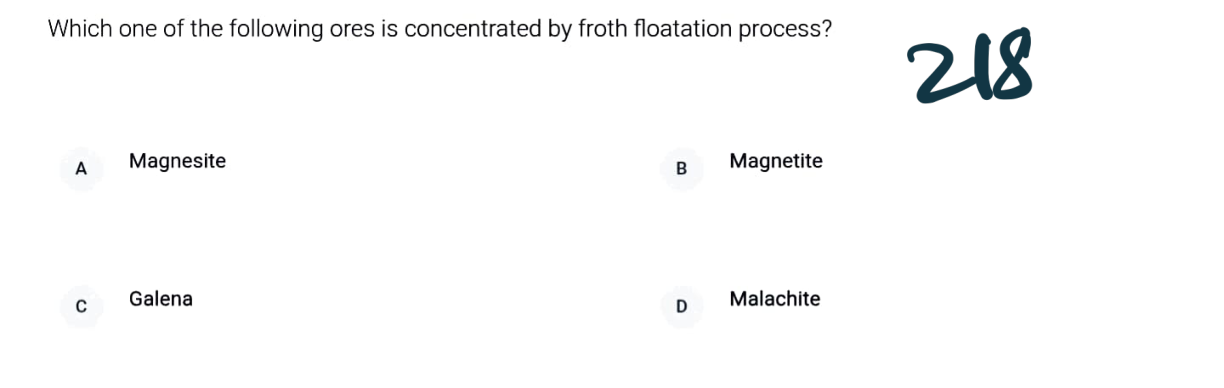 Which one of the following ores is concentrated by froth floatation process?
218
A Magnesite
B Magnetite
C Galena
D Malachite